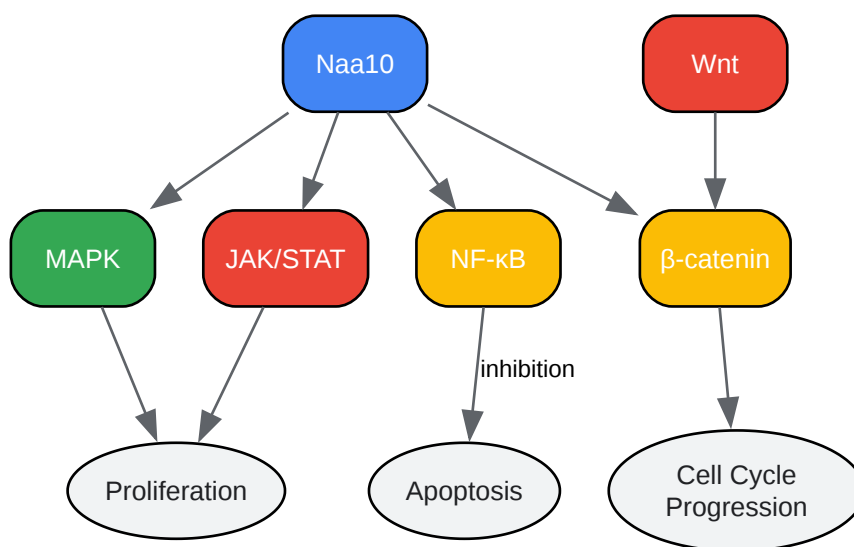 Naa10
Wnt
MAPK
JAK/STAT
NF-κB
β-catenin
inhibition
Proliferation
Apoptosis
Cell Cycle
Progression